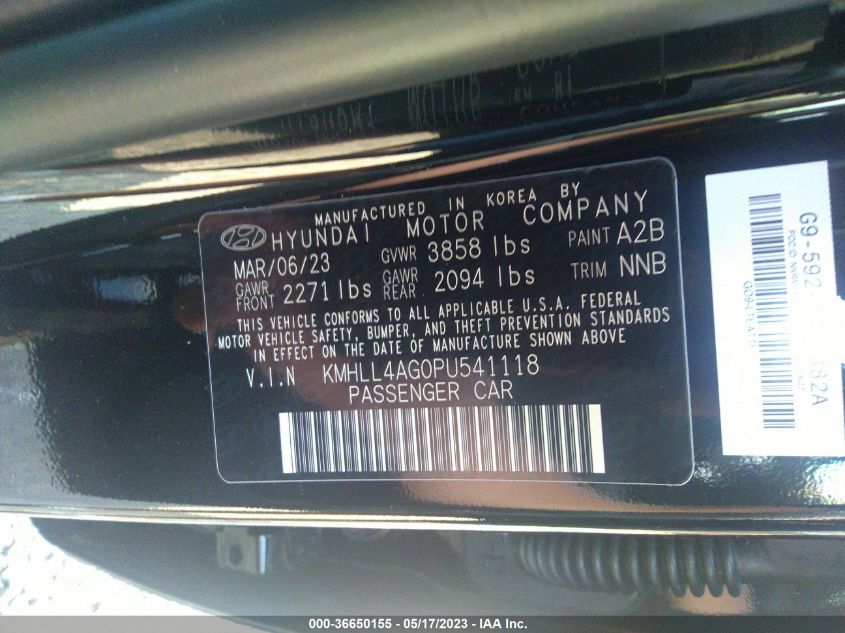 MANUFACTURED IN KOREA BY
HYUNDAI MOTOR COMPANY
MAR/06/23 GVWR 3858 lbs PAINT A2B
GAWR FRONT 2271 lbs GAWR REAR 2094 lbs TRIM NNB
THIS VEHICLE CONFORMS TO ALL APPLICABLE U.S.A. FEDERAL
MOTOR VEHICLE SAFETY, BUMPER, AND THEFT PREVENTION STANDARDS
IN EFFECT ON THE DATE OF MANUFACTURE SHOWN ABOVE
V.I.N KMHLL4AG0PU541118
PASSENGER CAR
G9-592
000-36650155 - 05/17/2023 - IAA Inc.